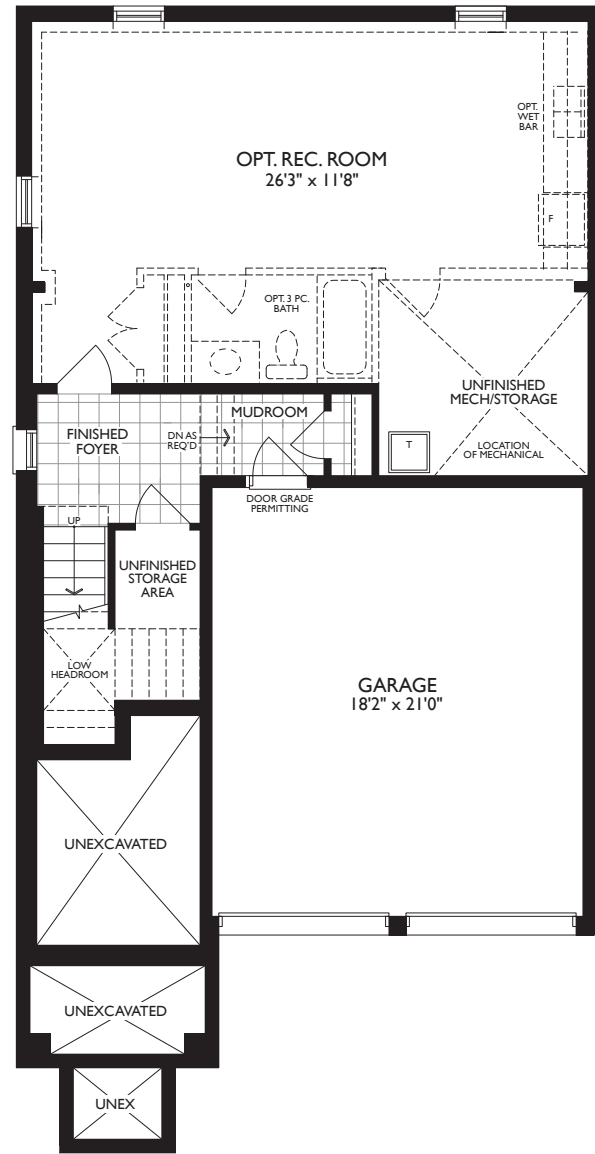 OPT.
WET
BAR
OPT. REC. ROOM
26'3" x 11'8"
F
OPT. 3 PC.
BATH
UNFINISHED
MECH/STORAGE
MUDROOM
FINISHED
FOYER
DN AS
REQ'D
T
LOCATION
OF MECHANICAL
DOOR GRADE
PERMITTING
UP
UNFINISHED
STORAGE
AREA
LOW
HEADROOM
GARAGE
18'2" x 21'0"
UNEXCAVATED
UNEXCAVATED
UNEX